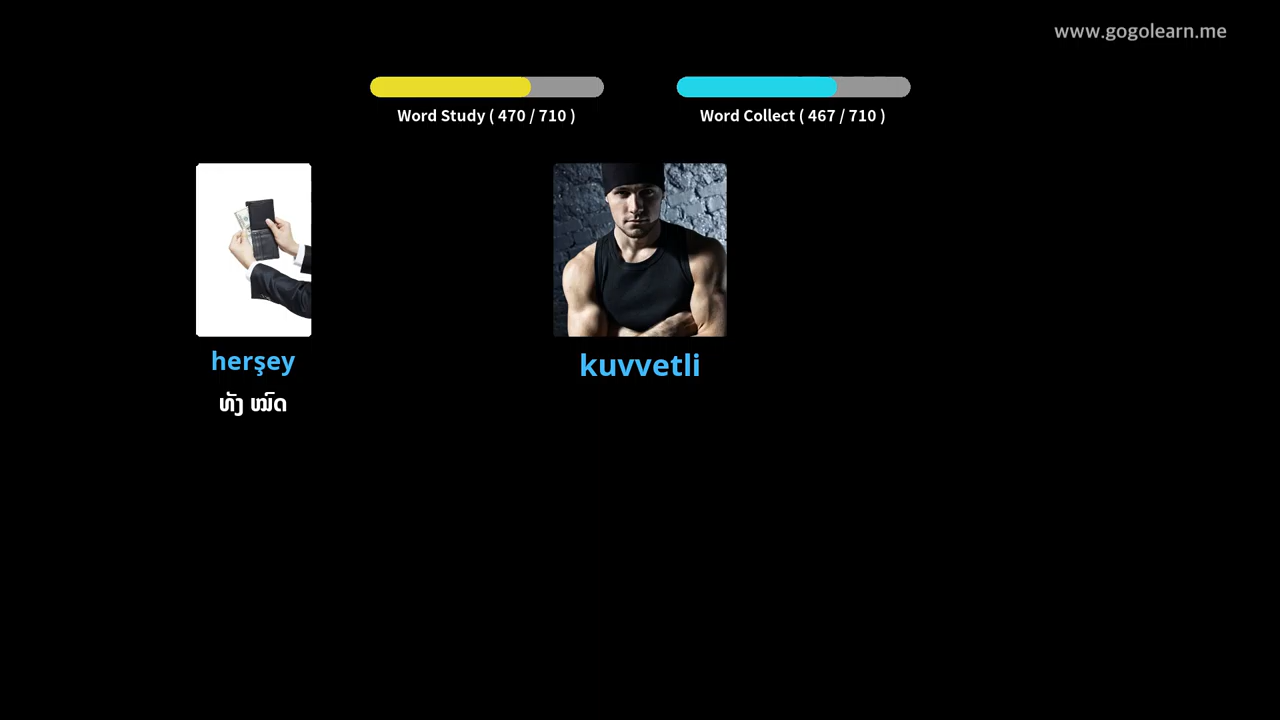 www.gogolearn.me
Word Study ( 470 / 710 )
Word Collect ( 467 / 710 )
herşey
ທັງ ໝົດ
kuvvetli